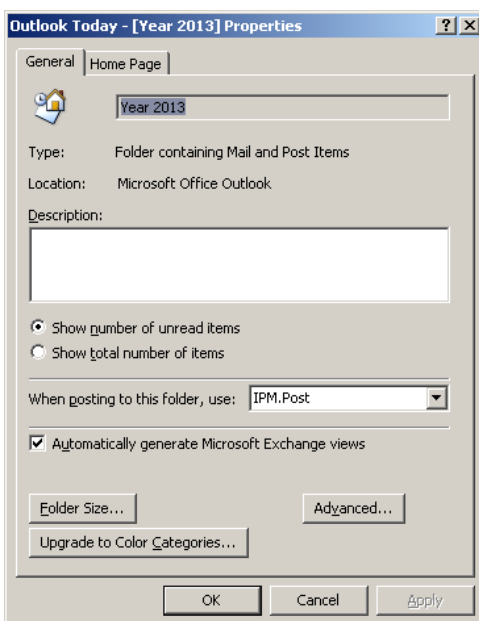 Outlook Today - [Year 2013] Properties
General Home Page
Year 2013
Type: Folder containing Mail and Post Items
Location: Microsoft Office Outlook
Description:
Show number of unread items
Show total number of items
When posting to this folder, use: IPM.Post
Automatically generate Microsoft Exchange views
Folder Size... Advanced...
Upgrade to Color Categories...
OK Cancel Apply